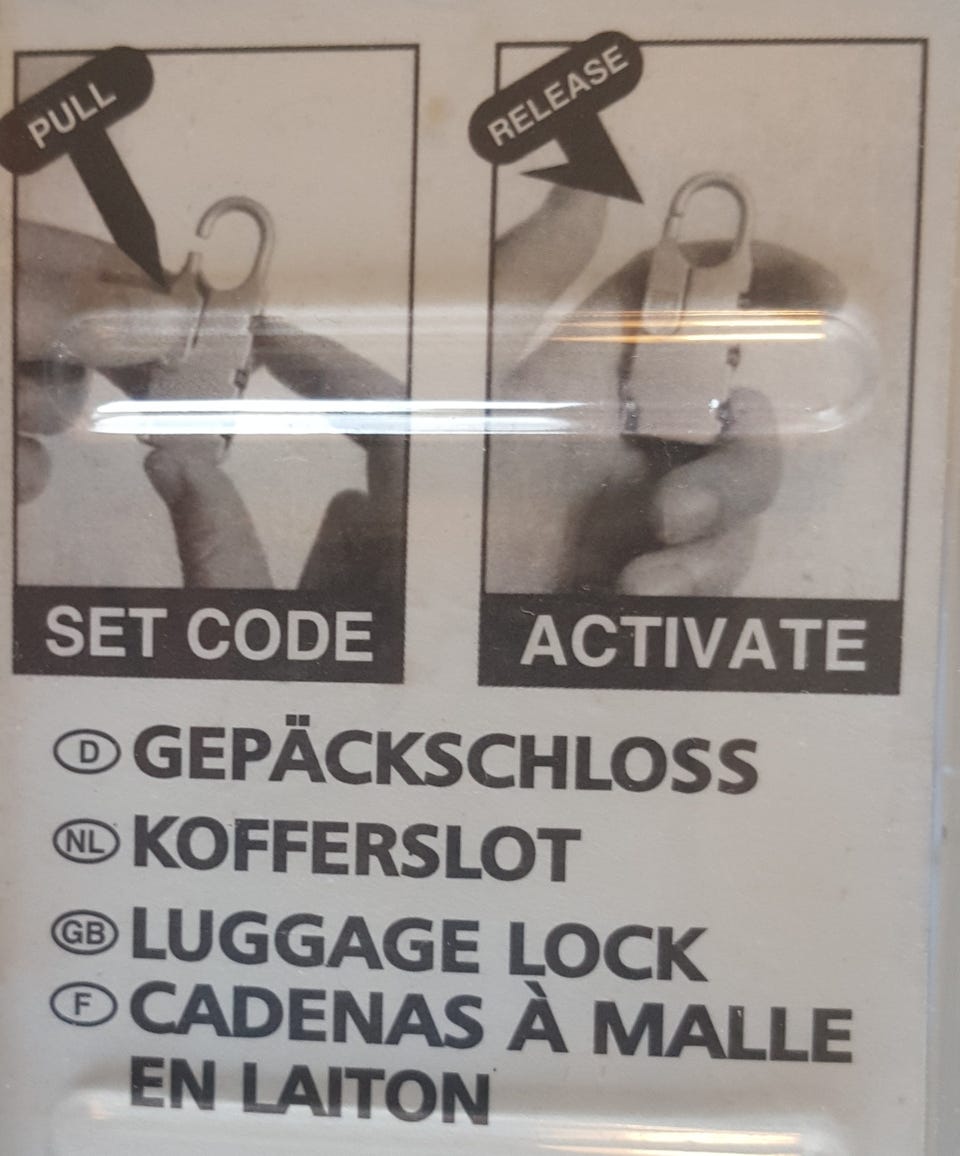 PULL
RELEASE
SET CODE
ACTIVATE
D GEPÄCKSCHLOSS
NL KOFFERSLOT
GB LUGGAGE LOCK
F CADENAS À MALLE
EN LAITON